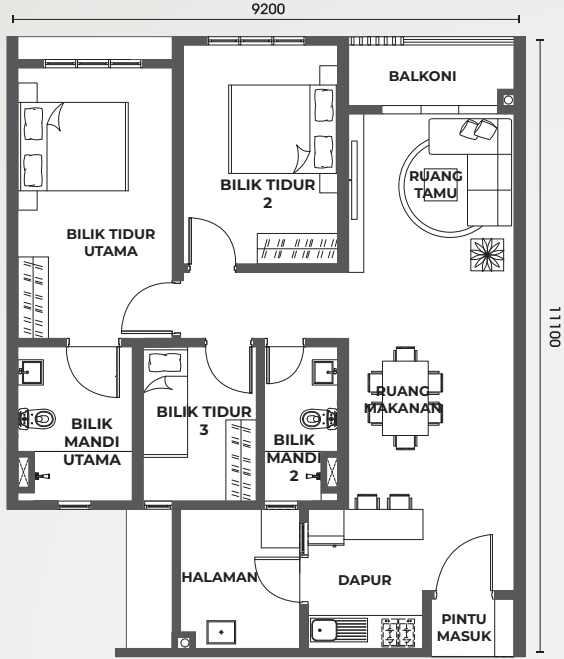 9200
BALKONI
BILIK TIDUR
2
RUANG
TAMU
BILIK TIDUR
UTAMA
11100
RUANG
MAKANAN
BILIK
MANDI
UTAMA
BILIK TIDUR
3
BILIK
MANDI
2
HALAMAN
DAPUR
PINTU
MASUK